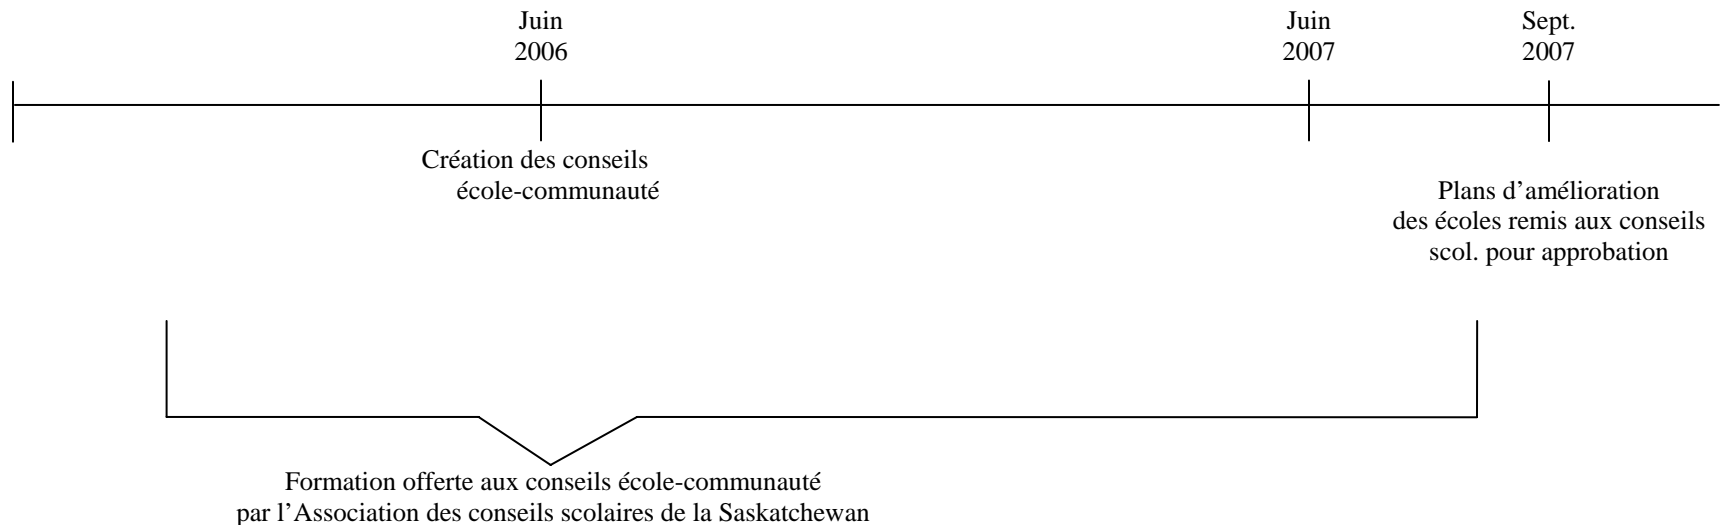 Juin
2006
Juin
2007
Sept.
2007
Création des conseils
école-communauté
Plans d’amélioration
des écoles remis aux conseils
scol. pour approbation
Formation offerte aux conseils école-communauté
par l’Association des conseils scolaires de la Saskatchewan